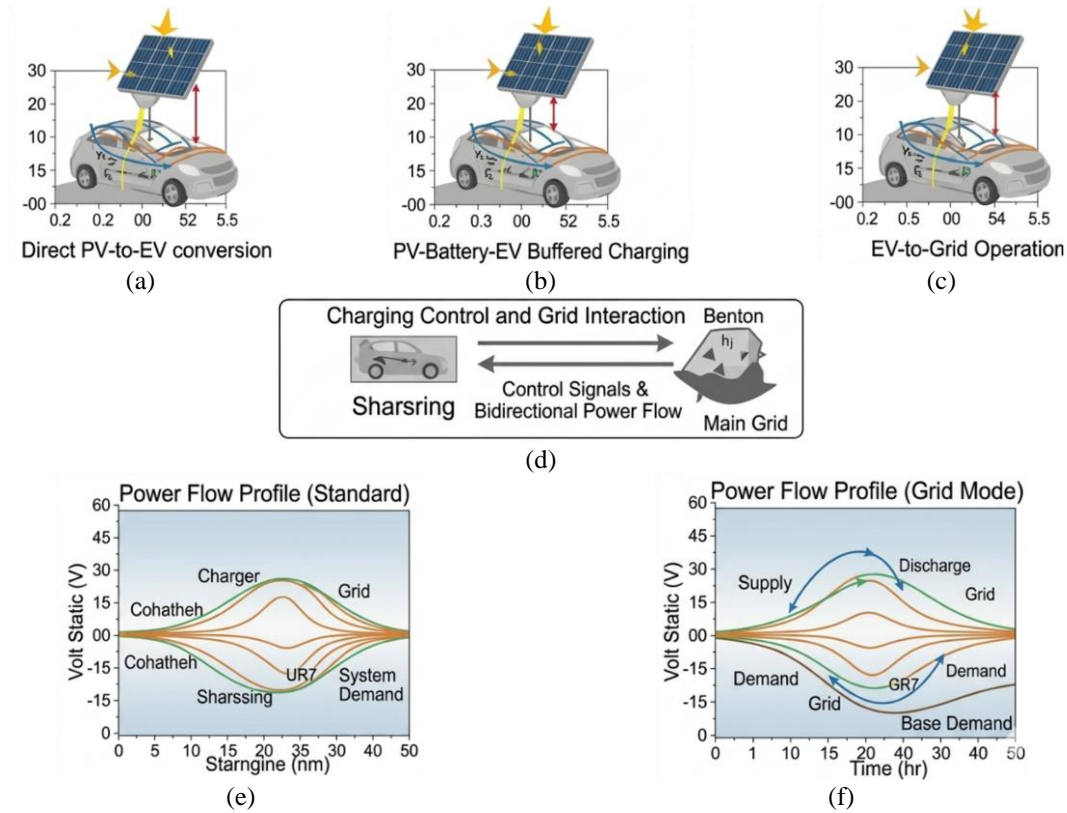 30
20
10
15
-00
0.2 0.2 00 52 5.5
Direct PV-to-EV conversion
(a)
30
20
10
15
-00
0.2 0.3 00 52 5.5
PV-Battery-EV Buffered Charging
(b)
30
20
10
15
-00
0.2 0.5 00 54 5.5
EV-to-Grid Operation
(c)
Charging Control and Grid Interaction
Benton
hj
Sharsring
Control Signals &
Bidirectional Power Flow
Main Grid
(d)
Power Flow Profile (Standard)
Volt Static (V)
60
45
30
15
00
-15
-15
0
Charger
Grid
Cohatheh
Cohatheh
UR7
System
Demand
Sharssing
0 5 10 15 20 25 35 40 50
Starngine (nm)
(e)
Power Flow Profile (Grid Mode)
Volt Static (V)
60
45
30
15
00
-15
-15
0
Supply
Discharge
Grid
Demand
Grid
GR7
Demand
Base Demand
0 1 10 15 20 40 30 40 50
Time (hr)
(f)